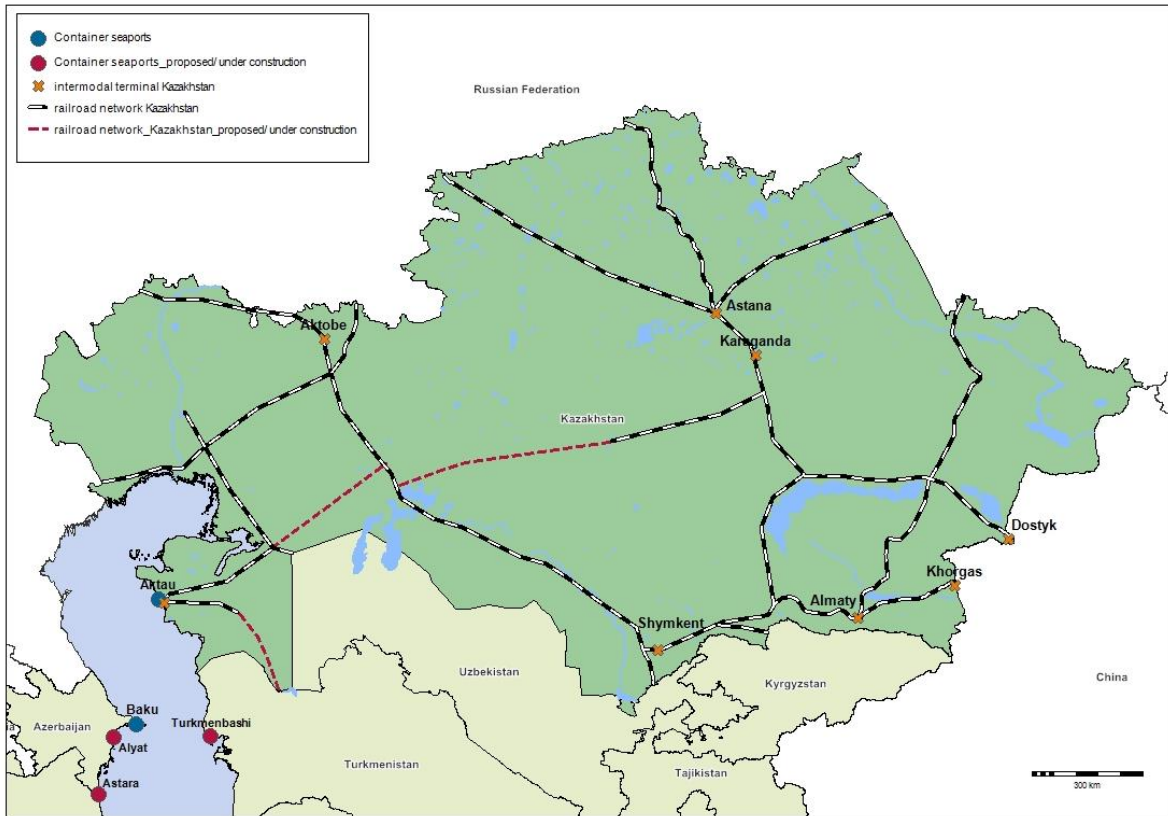 Container seaports
Container seaports_proposed/ under construction
intermodal terminal Kazakhstan
railroad network Kazakhstan
railroad network_Kazakhstan_proposed/ under construction
Russian Federation
Astana
Aktobe
Karaganda
Kazakhstan
Dostyk
Khorgas
Aktau
Almaty
Shymkent
Uzbekistan
Kyrgyzstan
China
Baku
Turkmenbashi
Azerbaijan
ia
Alyat
Turkmenistan
Tajikistan
Astara
300 km